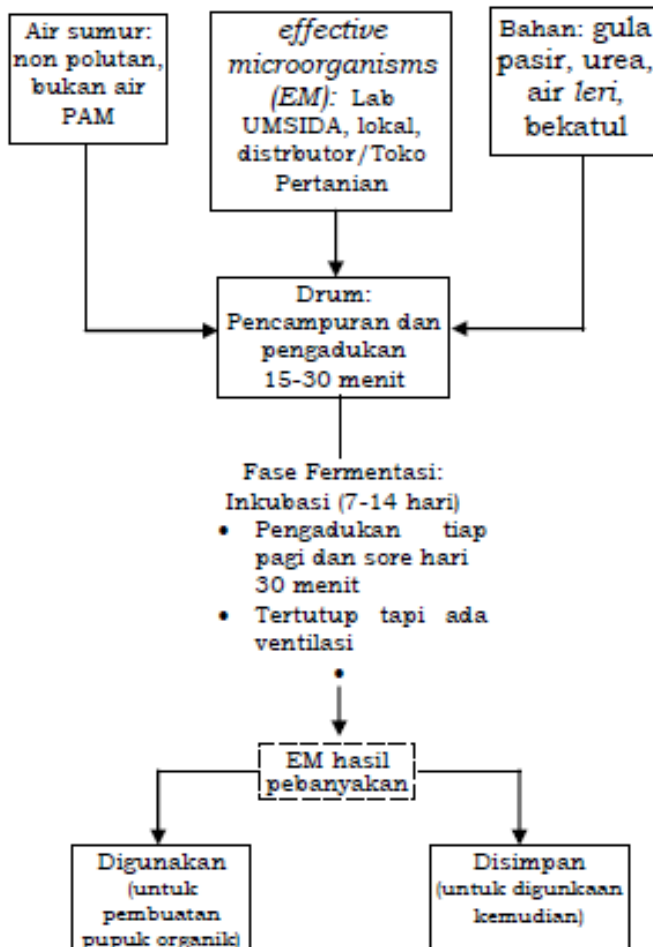 Air sumur:
non polutan,
bukan air
PAM
effective
microorganisms
(EM): Lab
UMSIDA, lokal,
distrbutor/Toko
Pertanian
Bahan: gula
pasir, urea,
air leri,
bekatul
Drum:
Pencampuran dan
pengadukan
15-30 menit
Fase Fermentasi:
Inkubasi (7-14 hari)
• Pengadukan tiap
pagi dan sore hari
30 menit
• Tertutup tapi ada
ventilasi
•
EM hasil
pebanyakan
Digunakan
(untuk
pembuatan
pupuk organik)
Disimpan
(untuk digunkaan
kemudian)